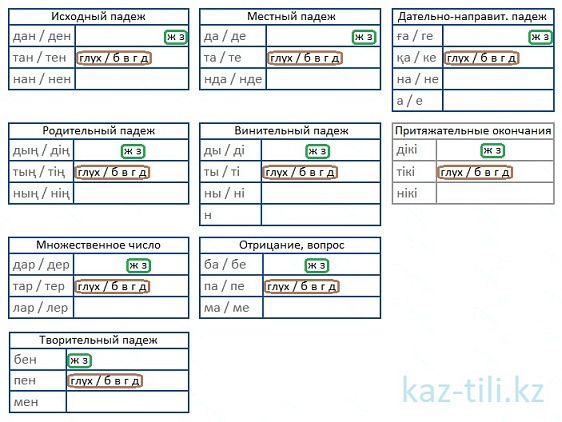 Исходный падеж
дан / ден ж з
тан / тен глух / б в г д
нан / нен
Местный падеж
да / де ж з
та / те глух / б в г д
нда / нде
Дательно-направит. падеж
ға / ге ж з
қа / ке глух / б в г д
на / не
а / е
Родительный падеж
дың / дің ж з
тың / тің глух / б в г д
ның / нің
Винительный падеж
ды / ді ж з
ты / ті глух / б в г д
ны / ні
н
Притяжательные окончания
дікі ж з
тікі глух / б в г д
нікі
Множественное число
дар / дер ж з
тар / тер глух / б в г д
лар / лер
Отрицание, вопрос
ба / бе ж з
па / пе глух / б в г д
ма / ме
Творительный падеж
бен ж з
пен глух / б в г д
мен
kaz-tili.kz